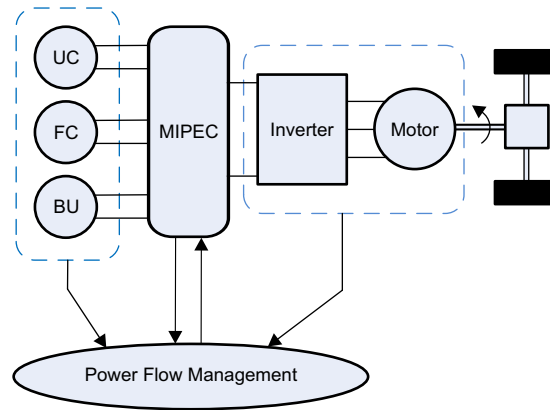 UC
FC
BU
MIPEC
Inverter
Motor
Power Flow Management